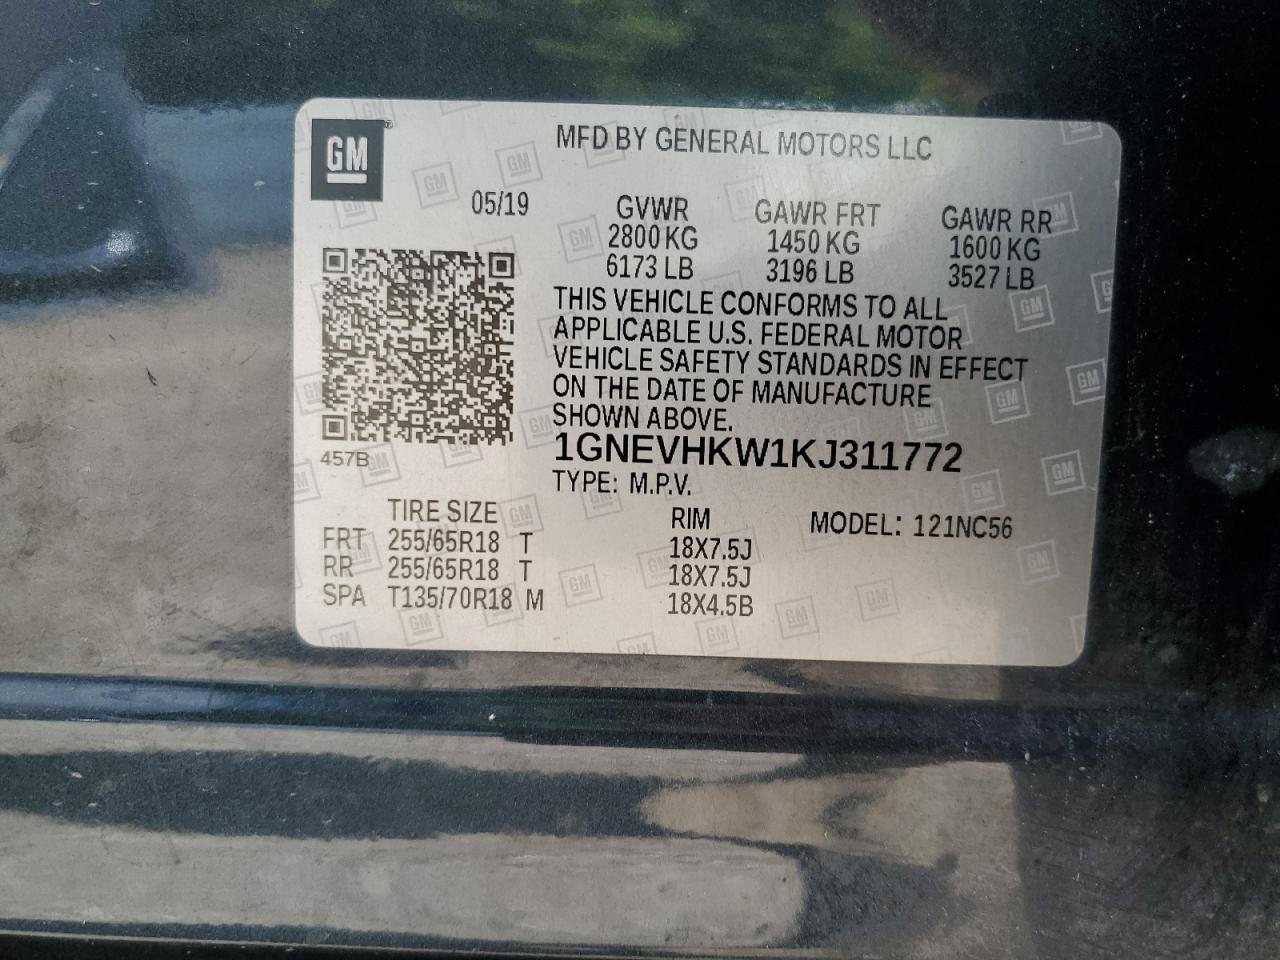 GM
MFD BY GENERAL MOTORS LLC
05/19
GVWR GAWR FRT GAWR RR
2800 KG 1450 KG 1600 KG
6173 LB 3196 LB 3527 LB
THIS VEHICLE CONFORMS TO ALL
APPLICABLE U.S. FEDERAL MOTOR
VEHICLE SAFETY STANDARDS IN EFFECT
ON THE DATE OF MANUFACTURE
SHOWN ABOVE.
457B
1GNEVHKW1KJ311772
TYPE: M.P.V.
TIRE SIZE RIM MODEL: 121NC56
FRT 255/65R18 T 18X7.5J
RR 255/65R18 T 18X7.5J
SPA T135/70R18 M 18X4.5B